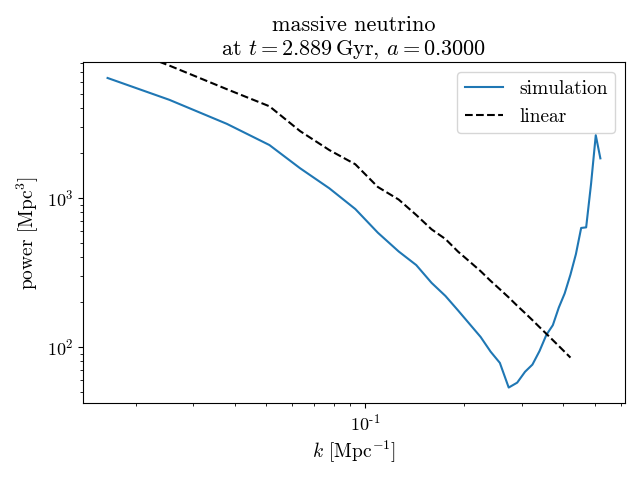 massive neutrino
at t = 2.889 Gyr, a = 0.3000
simulation
linear
power [Mpc³]
10³
10²
10⁻¹
k [Mpc⁻¹]